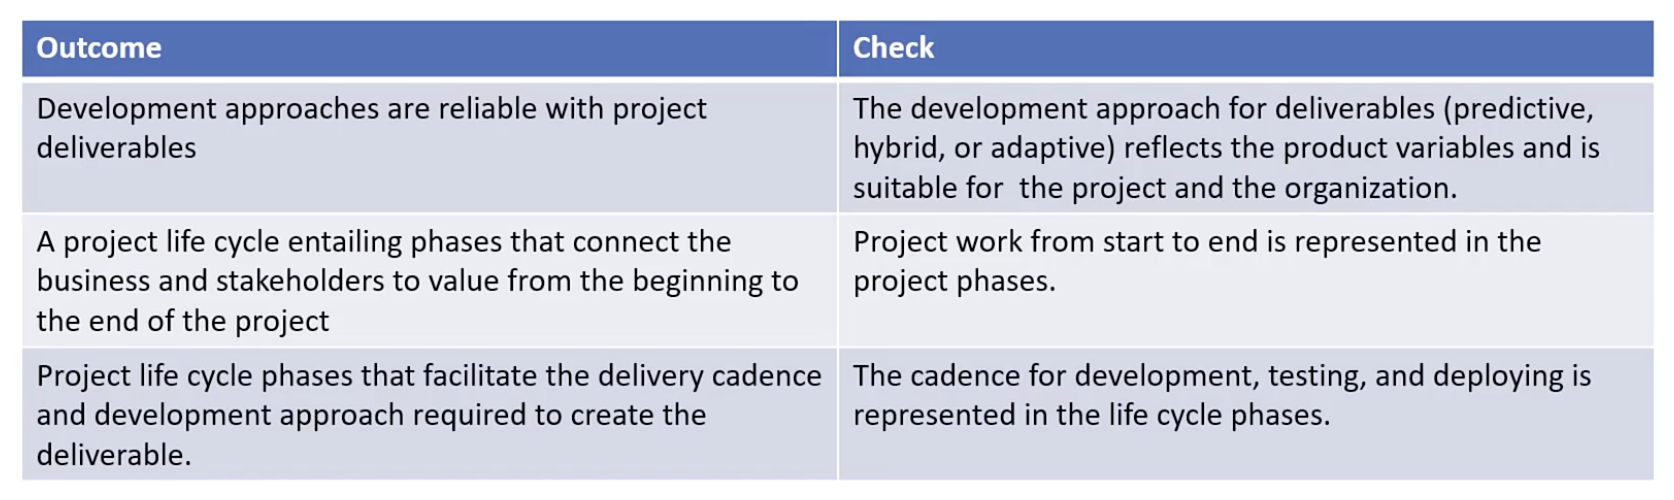 Outcome
Check
Development approaches are reliable with project
deliverables
The development approach for deliverables (predictive,
hybrid, or adaptive) reflects the product variables and is
suitable for  the project and the organization.
A project life cycle entailing phases that connect the
business and stakeholders to value from the beginning to
the end of the project
Project work from start to end is represented in the
project phases.
Project life cycle phases that facilitate the delivery cadence
and development approach required to create the
deliverable.
The cadence for development, testing, and deploying is
represented in the life cycle phases.